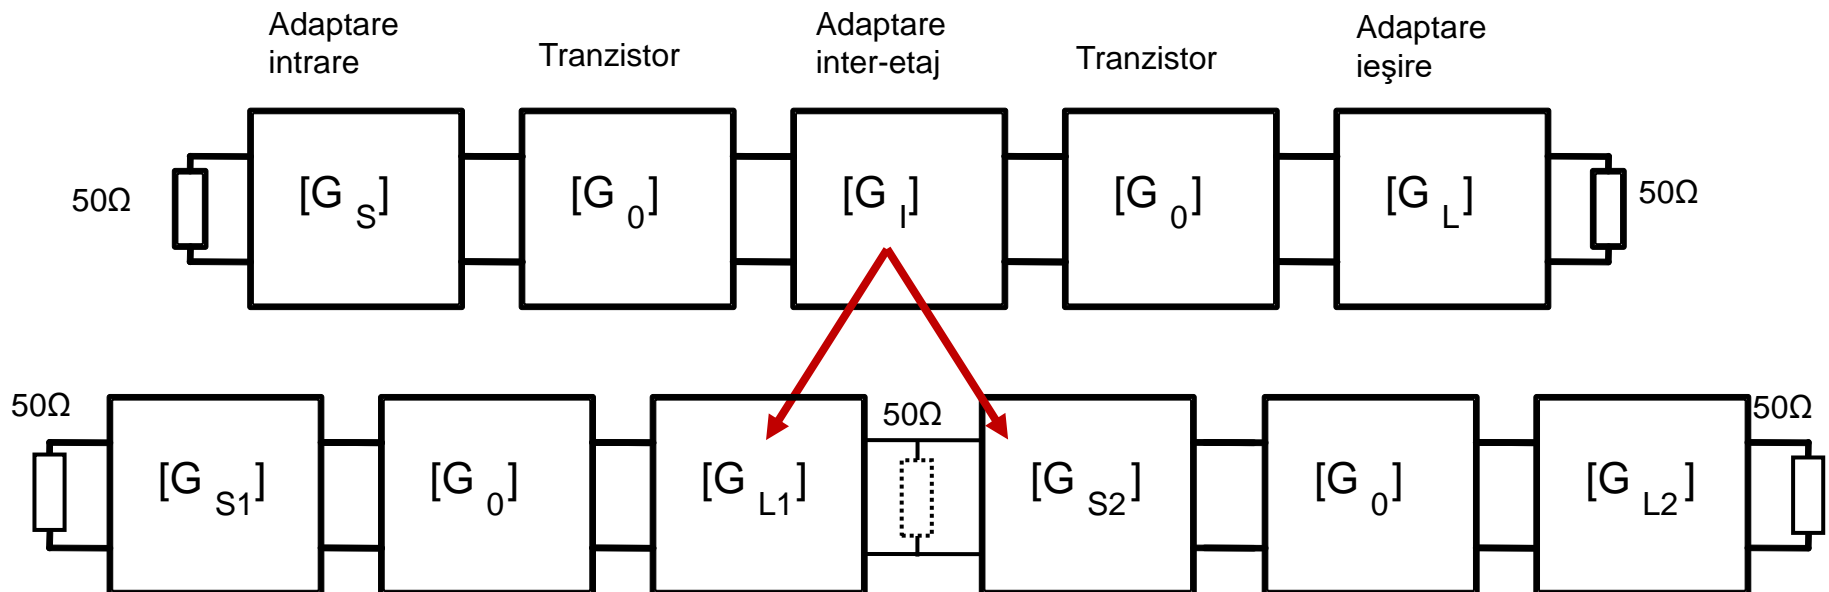 Adaptare
intrare
Tranzistor
Adaptare
inter-etaj
Tranzistor
Adaptare
ieşire
50Ω
[G S]
[G 0]
[G I]
[G 0]
[G L]
50Ω
50Ω
[G S1]
[G 0]
[G L1]
50Ω
[G S2]
[G 0]
[G L2]
50Ω